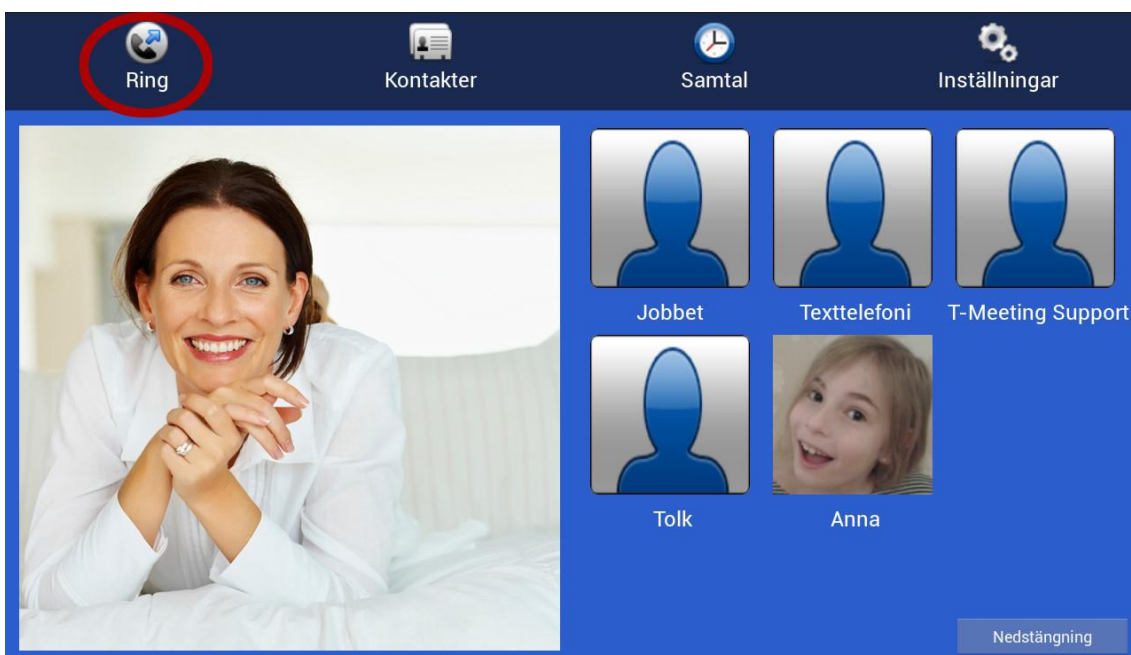 Ring
Kontakter
Samtal
Inställningar
Jobbet
Texttelefoni
T-Meeting Support
Tolk
Anna
Nedstängning